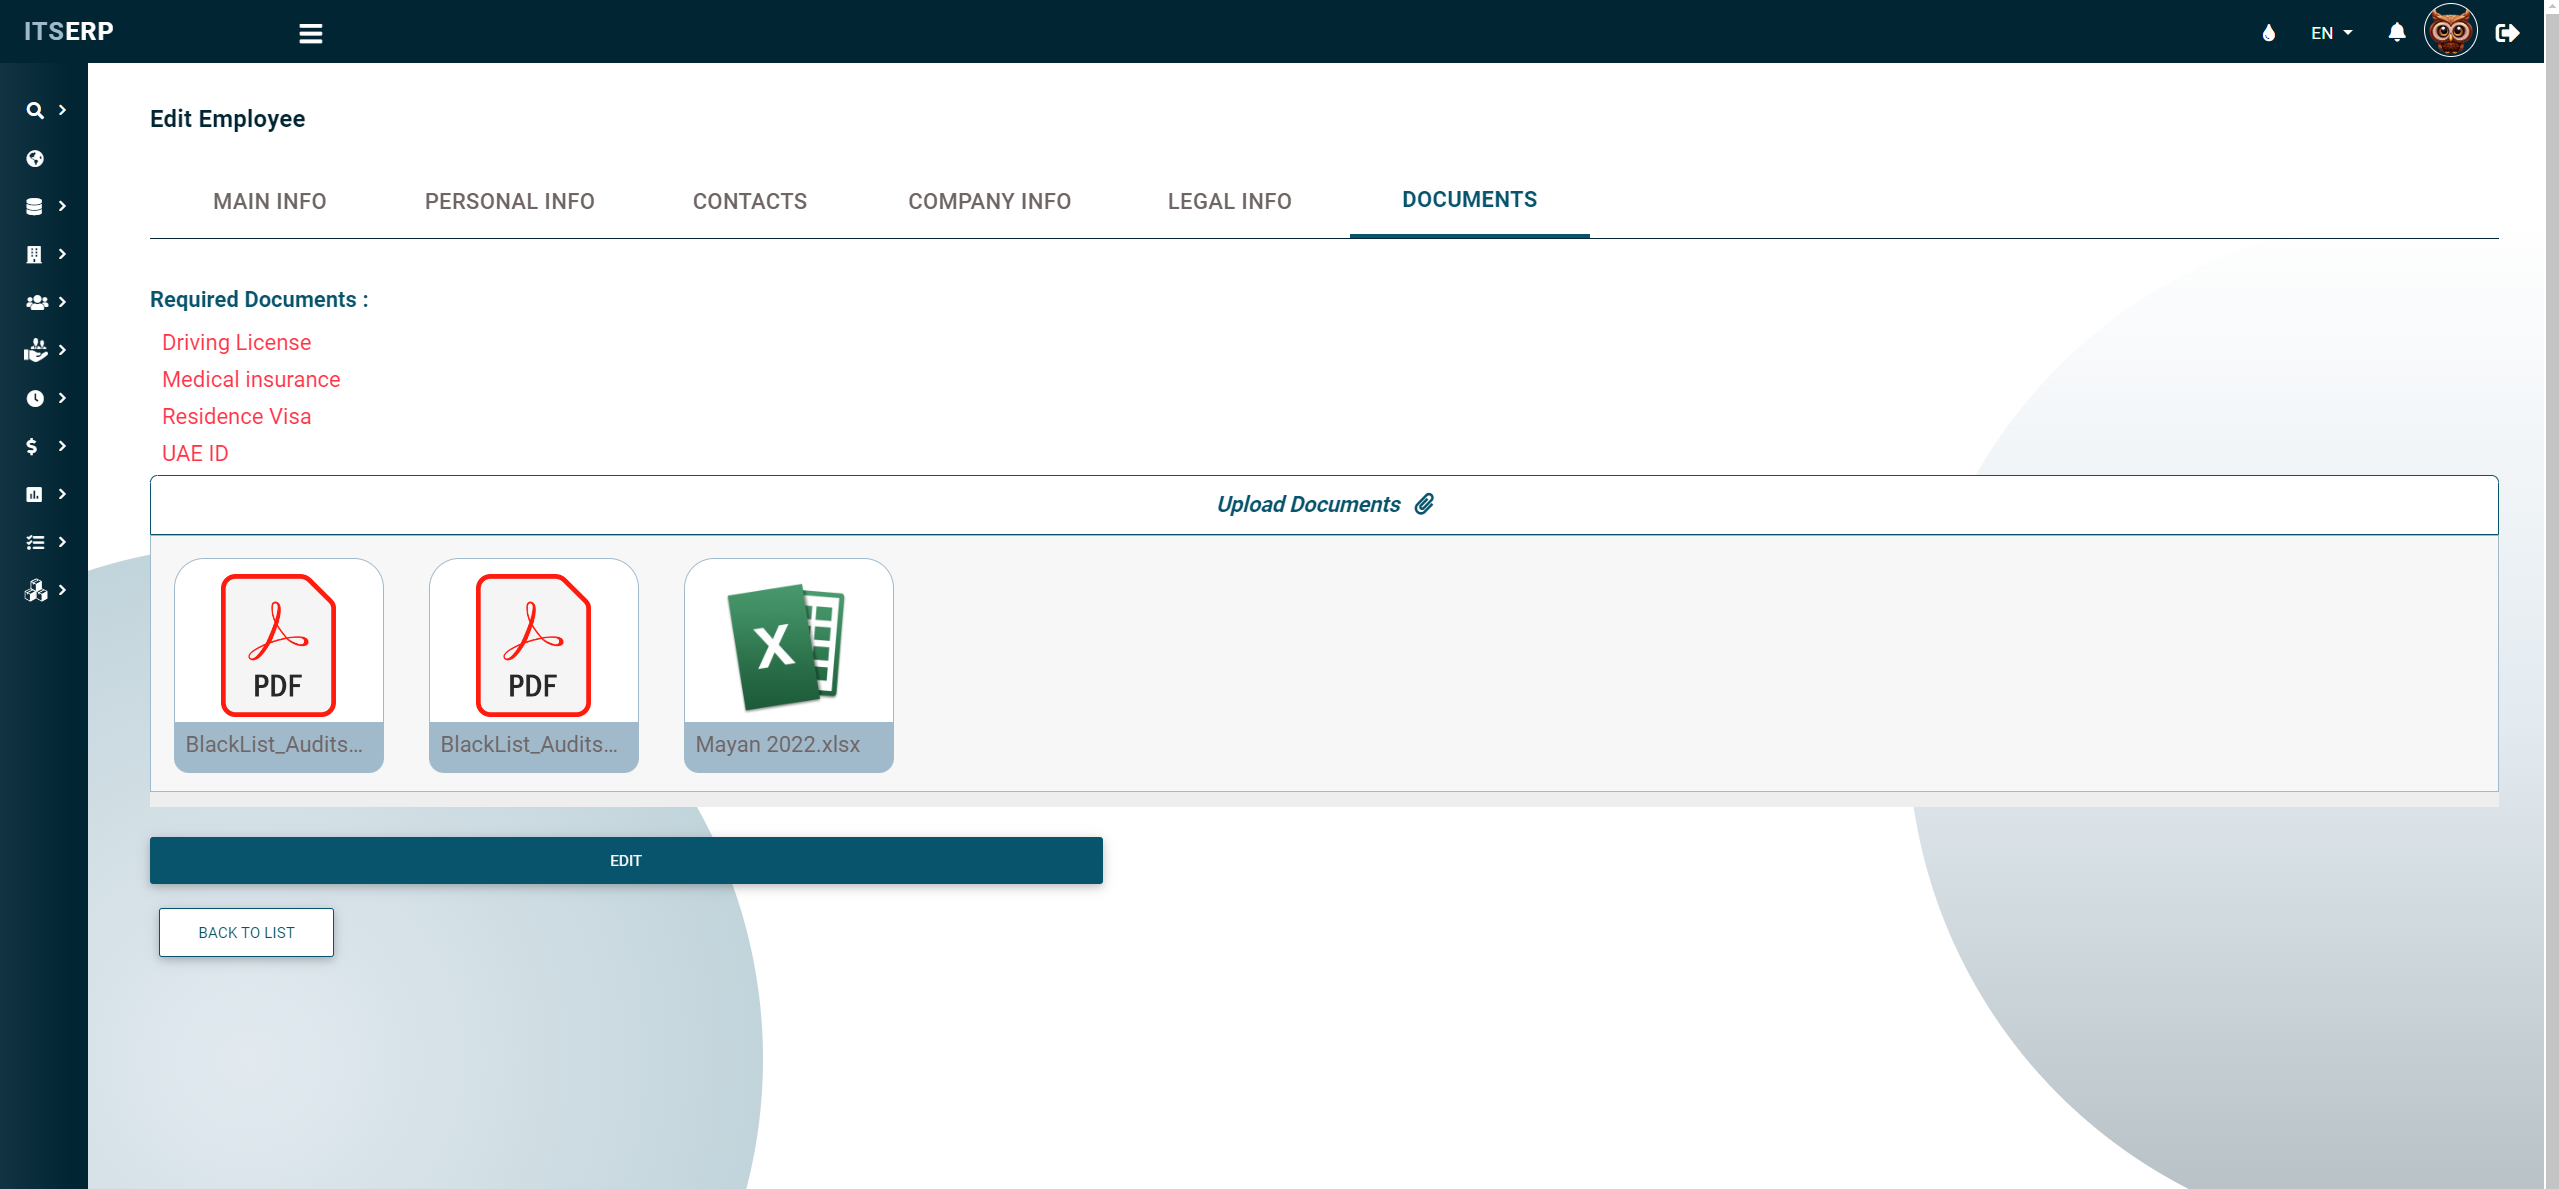 ITSERP
EN
Edit Employee
MAIN INFO
PERSONAL INFO
CONTACTS
COMPANY INFO
LEGAL INFO
DOCUMENTS
Required Documents :
Driving License
Medical insurance
Residence Visa
UAE ID
Upload Documents
PDF
PDF
X
BlackList_Audits...
BlackList_Audits...
Mayan 2022.xlsx
EDIT
BACK TO LIST